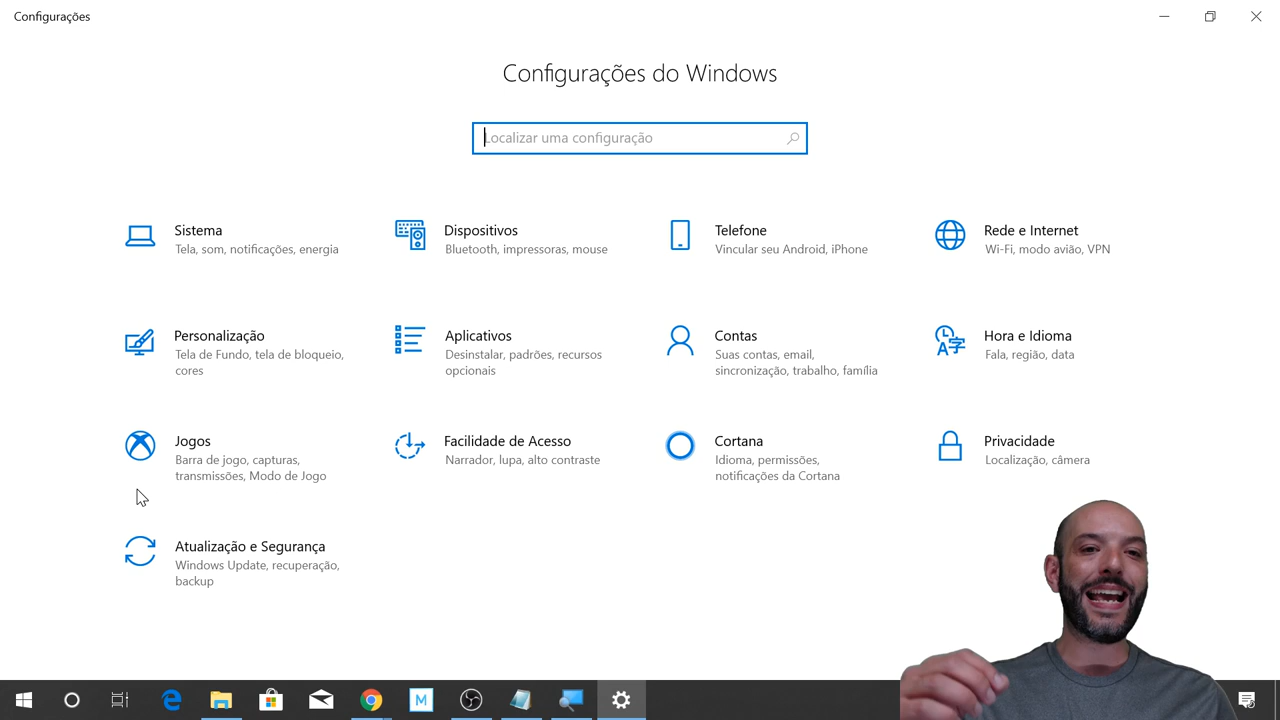 Configurações
Configurações do Windows
Localizar uma configuração
Sistema
Tela, som, notificações, energia
Dispositivos
Bluetooth, impressoras, mouse
Telefone
Vincular seu Android, iPhone
Rede e Internet
Wi-Fi, modo avião, VPN
Personalização
Tela de Fundo, tela de bloqueio,
cores
Aplicativos
Desinstalar, padrões, recursos
opcionais
Contas
Suas contas, email,
sincronização, trabalho, família
Hora e Idioma
Fala, região, data
Jogos
Barra de jogo, capturas,
transmissões, Modo de Jogo
Facilidade de Acesso
Narrador, lupa, alto contraste
Cortana
Idioma, permissões,
notificações da Cortana
Privacidade
Localização, câmera
Atualização e Segurança
Windows Update, recuperação,
backup
M